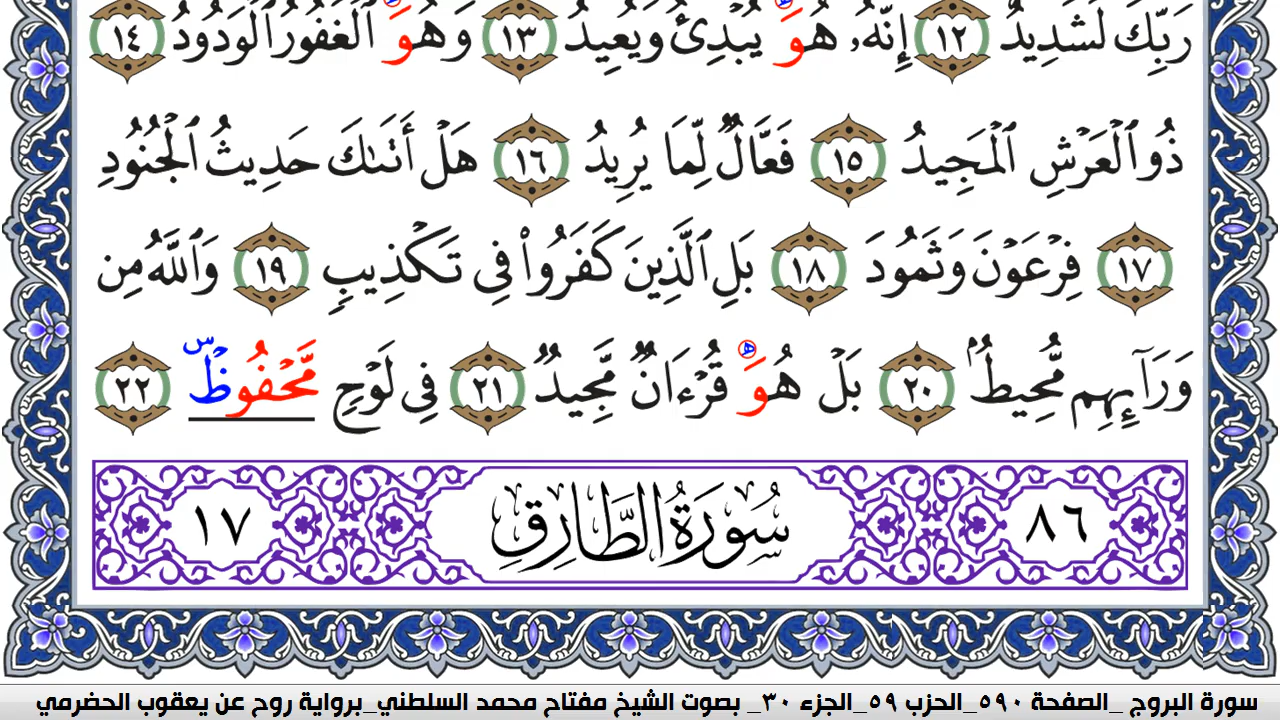 رَبِّكَ لَشَدِيدٌ ١٢ إِنَّهُۥ هُوَ يُبْدِئُ وَيُعِيدُ ١٣ وَهُوَ ٱلْغَفُورُ ٱلْوَدُودُ ١٤
ذُو ٱلْعَرْشِ ٱلْمَجِيدُ ١٥ فَعَّالٌ لِّمَا يُرِيدُ ١٦ هَلْ أَتَىٰكَ حَدِيثُ ٱلْجُنُودِ
١٧ فِرْعَوْنَ وَثَمُودَ ١٨ بَلِ ٱلَّذِينَ كَفَرُوا۟ فِى تَكْذِيبٍ ١٩ وَٱللَّهُ مِن
وَرَآئِهِم مُّحِيطٌۢ ٢٠ بَلْ هُوَ قُرْءَانٌ مَّجِيدٌ ٢١ فِى لَوْحٍ مَّحْفُوظٍۭ ٢٢
٨٦ سُورَةُ الطَّارِقِ ١٧
سورة البروج _الصفحة ٥٩٠_الحزب ٥٩_الجزء ٣٠_ بصوت الشيخ مفتاح محمد السلطني_برواية روح عن يعقوب الحضرمي